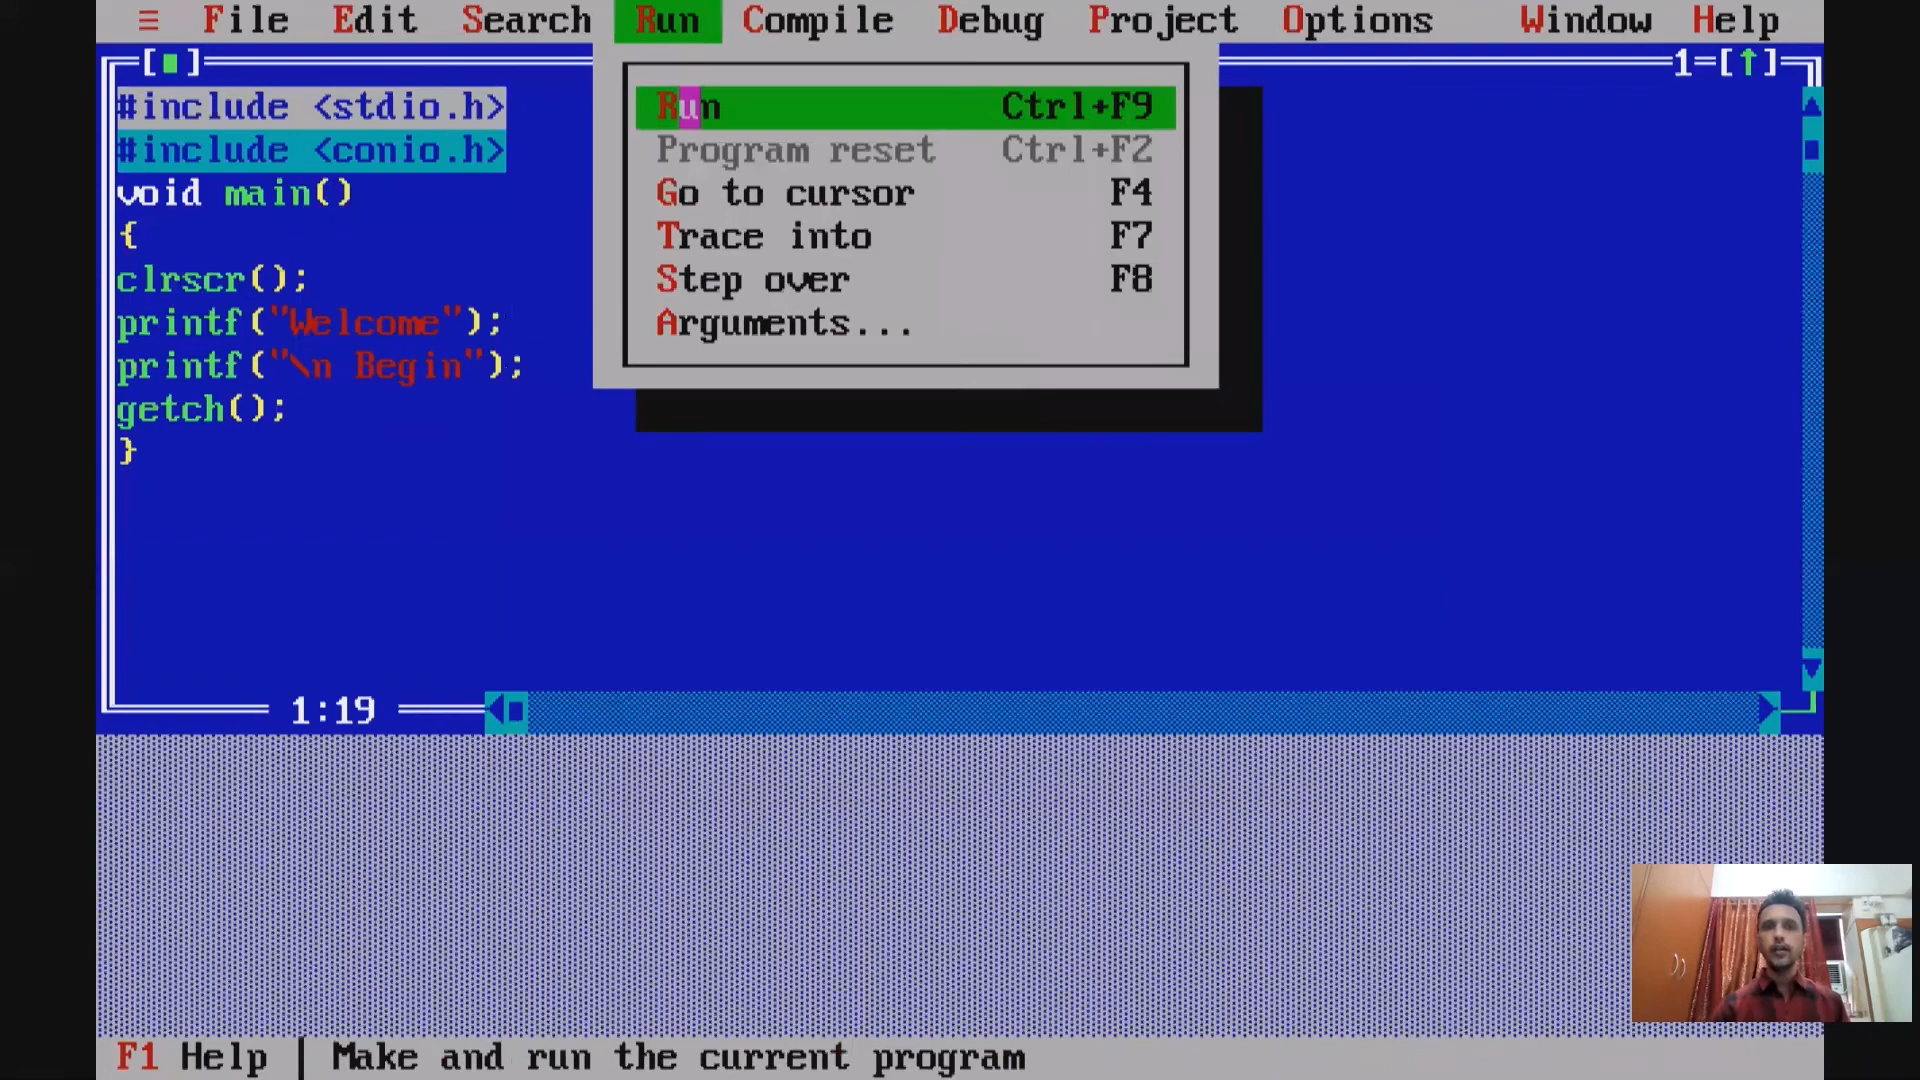 ≡ File Edit Search Run Compile Debug Project Options Window Help
[■] 1=[↑]
#include <stdio.h>
#include <conio.h>
void main()
{
clrscr();
printf("Welcome");
printf("\n Begin");
getch();
}
Run Ctrl+F9
Program reset Ctrl+F2
Go to cursor F4
Trace into F7
Step over F8
Arguments...
1:19
F1 Help | Make and run the current program